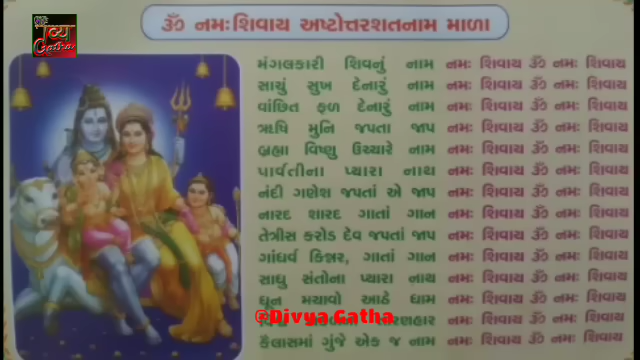 દિવ્ય
Gatha
ૐ નમઃ શિવાય અષ્ટોત્તરશતનામ માળા
મંગલકારી શિવનું નામ નમઃ શિવાય ૐ નમઃ શિવાય
સાચું સુખ દેનારું નામ નમઃ શિવાય ૐ નમઃ શિવાય
વાંછિત ફળ દેનારું નામ નમઃ શિવાય ૐ નમઃ શિવાય
ઋષિ મુનિ જપતા જાપ નમઃ શિવાય ૐ નમઃ શિવાય
બ્રહ્મા વિષ્ણુ ઉચ્ચારે નામ નમઃ શિવાય ૐ નમઃ શિવાય
પાર્વતીના પ્યારા નાથ નમઃ શિવાય ૐ નમઃ શિવાય
નંદી ગણેશ જપતાં એ જાપ નમઃ શિવાય ૐ નમઃ શિવાય
નારદ શારદ ગાતાં ગાન નમઃ શિવાય ૐ નમઃ શિવાય
તેત્રીસ કરોડ દેવ જપતાં જાપ નમઃ શિવાય ૐ નમઃ શિવાય
ગાંધર્વ કિન્નર, ગાતાં ગાન નમઃ શિવાય ૐ નમઃ શિવાય
સાધુ સંતોના પ્યારા નાથ નમઃ શિવાય ૐ નમઃ શિવાય
ધૂન મચાવો આઠે ધામ નમઃ શિવાય ૐ નમઃ શિવાય
@Divya Gatha
નમઃ શિવાય ૐ નમઃ શિવાય
કૈલાસમાં ગુંજે એક જ નામ નમઃ શિવાય ૐ નમઃ શિવાય